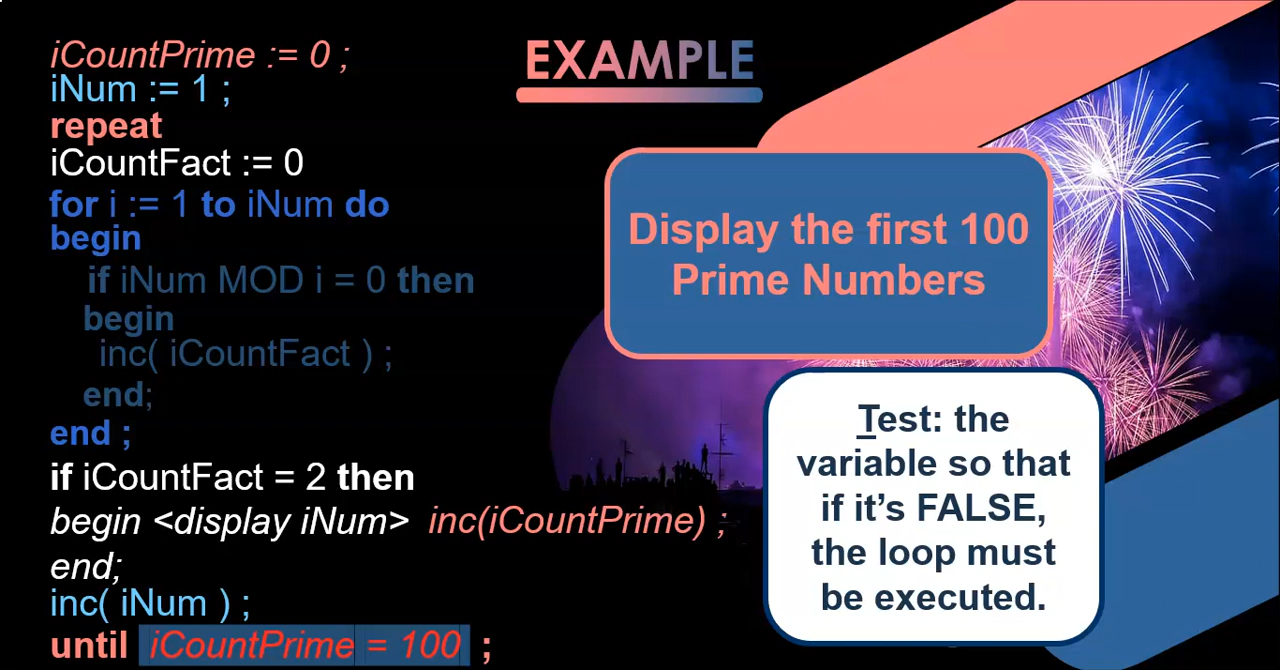 iCountPrime := 0 ;
iNum := 1 ;
repeat
iCountFact := 0
for i := 1 to iNum do
begin
if iNum MOD i = 0 then
begin
inc( iCountFact ) ;
end;
end ;
if iCountFact = 2 then
begin <display iNum> inc(iCountPrime) ;
end;
inc( iNum ) ;
until iCountPrime = 100 ;
EXAMPLE
Display the first 100
Prime Numbers
Test: the
variable so that
if it’s FALSE,
the loop must
be executed.